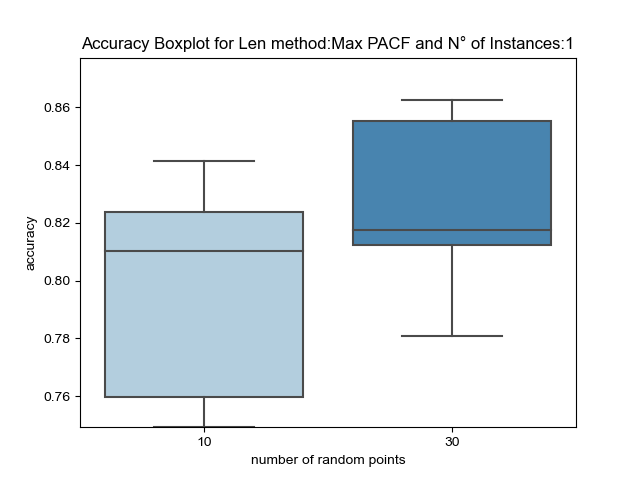 Accuracy Boxplot for Len method:Max PACF and N° of Instances:1
accuracy
0.86
0.84
0.82
0.80
0.78
0.76
10
30
number of random points